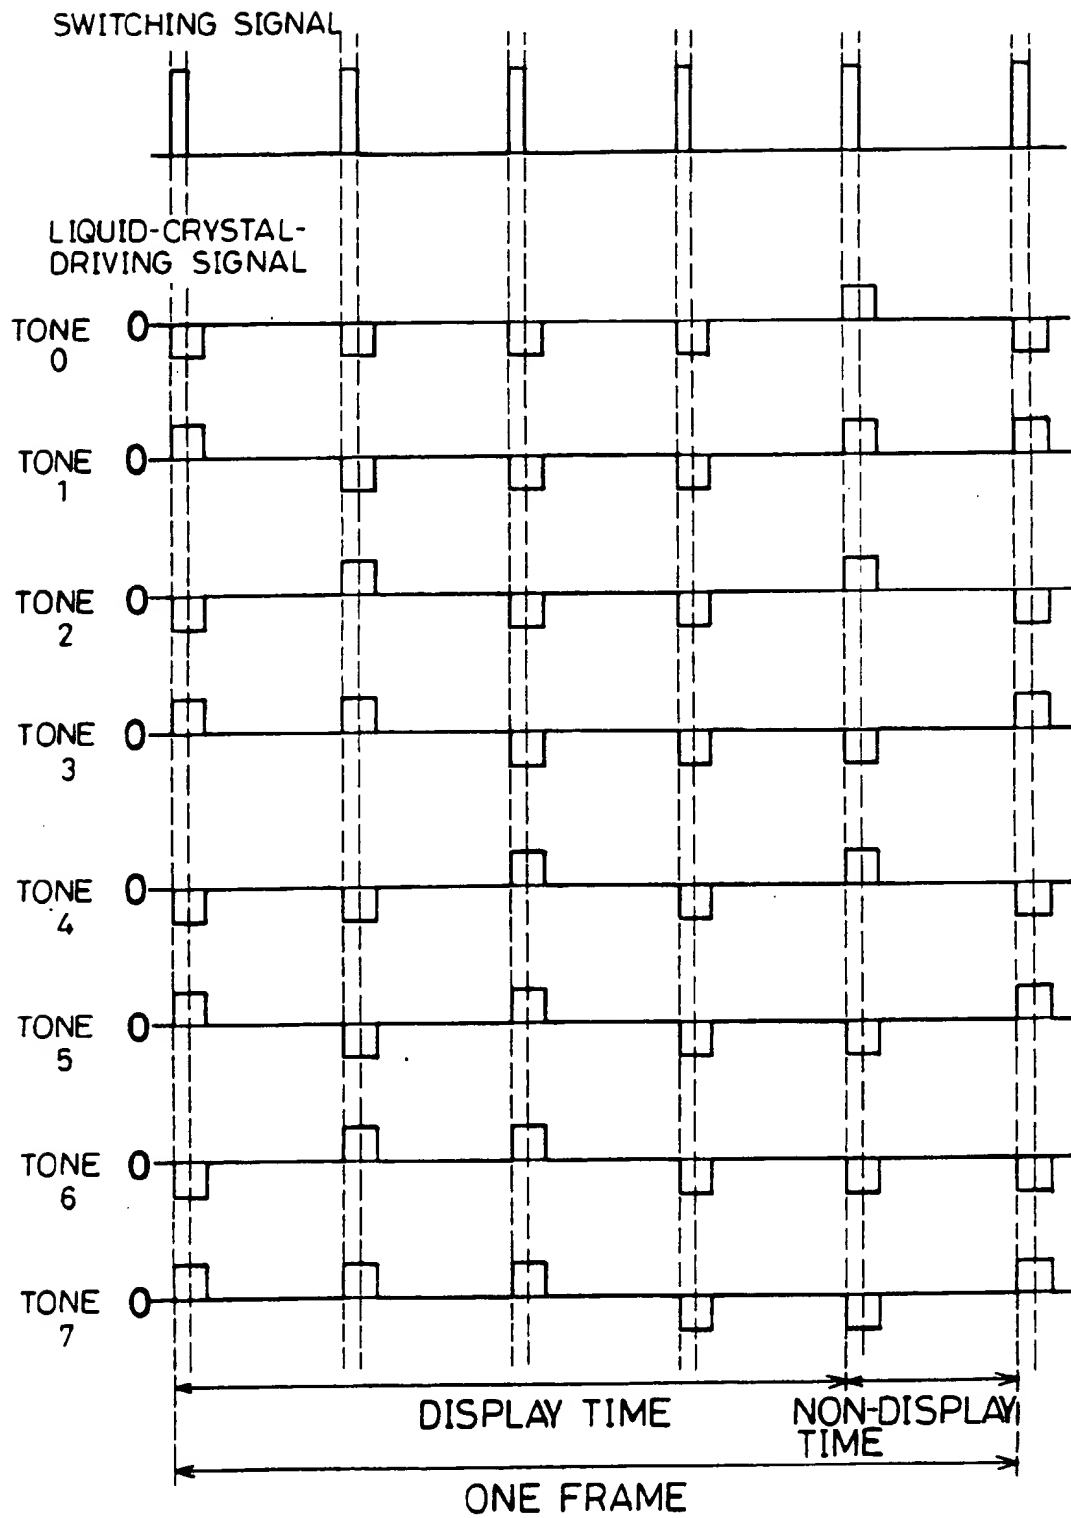 SWITCHING SIGNAL
LIQUID-CRYSTAL-
DRIVING SIGNAL
TONE 0
0
TONE 0
1
TONE 0
2
TONE 0
3
TONE 0
4
TONE 0
5
TONE 0
6
TONE 0
7
DISPLAY TIME
NON-DISPLAY
TIME
ONE FRAME